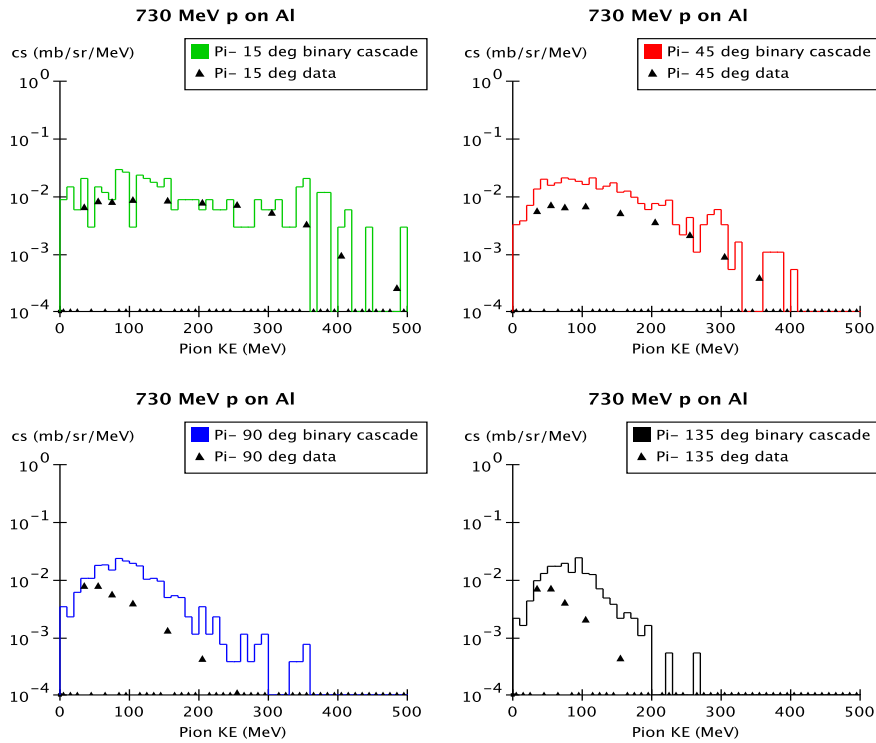 730 MeV p on Al
cs (mb/sr/MeV)
Pi- 15 deg binary cascade
Pi- 15 deg data
10^0
10^-1
10^-2
10^-3
10^-4
0 100 200 300 400 500
Pion KE (MeV)
730 MeV p on Al
cs (mb/sr/MeV)
Pi- 45 deg binary cascade
Pi- 45 deg data
10^0
10^-1
10^-2
10^-3
10^-4
0 100 200 300 400 500
Pion KE (MeV)
730 MeV p on Al
cs (mb/sr/MeV)
Pi- 90 deg binary cascade
Pi- 90 deg data
10^0
10^-1
10^-2
10^-3
10^-4
0 100 200 300 400 500
Pion KE (MeV)
730 MeV p on Al
cs (mb/sr/MeV)
Pi- 135 deg binary cascade
Pi- 135 deg data
10^0
10^-1
10^-2
10^-3
10^-4
0 100 200 300 400 500
Pion KE (MeV)